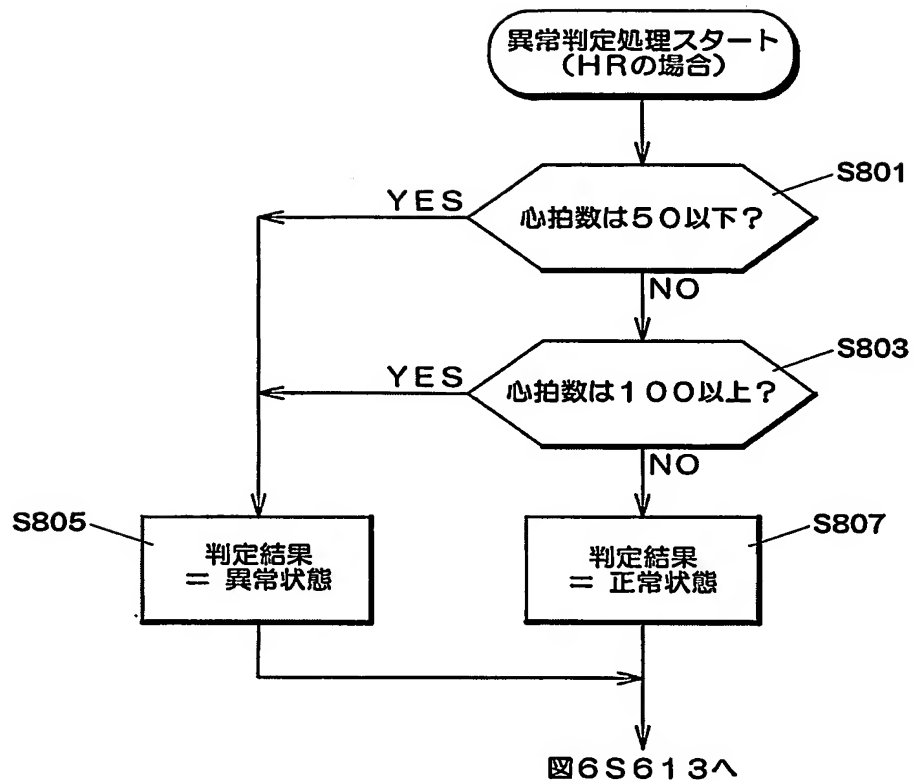 異常判定処理スタート
（HRの場合）
S801
YES
心拍数は50以下？
NO
S803
YES
心拍数は100以上？
NO
S805
判定結果
＝ 異常状態
S807
判定結果
＝ 正常状態
図6S613へ